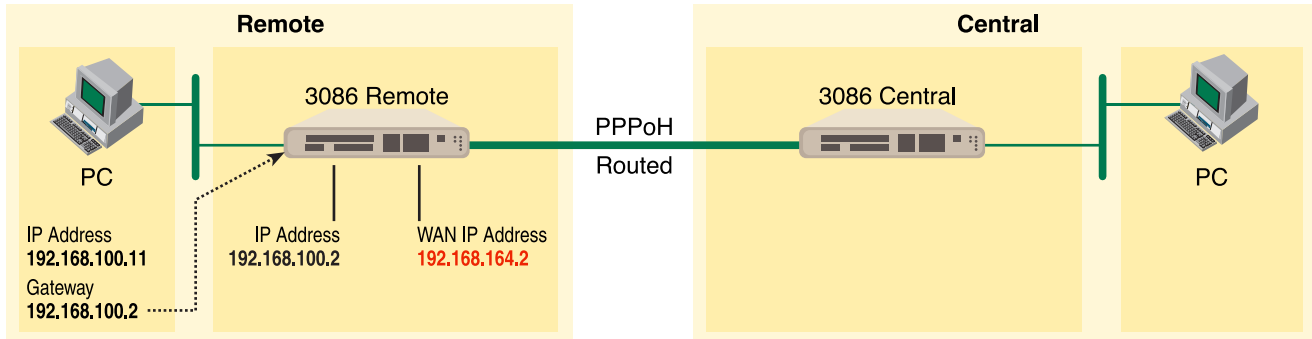 Remote
Central
3086 Remote
3086 Central
PPPoH
Routed
PC
PC
IP Address
192.168.100.11
Gateway
192.168.100.2
IP Address
192.168.100.2
WAN IP Address
192.168.164.2